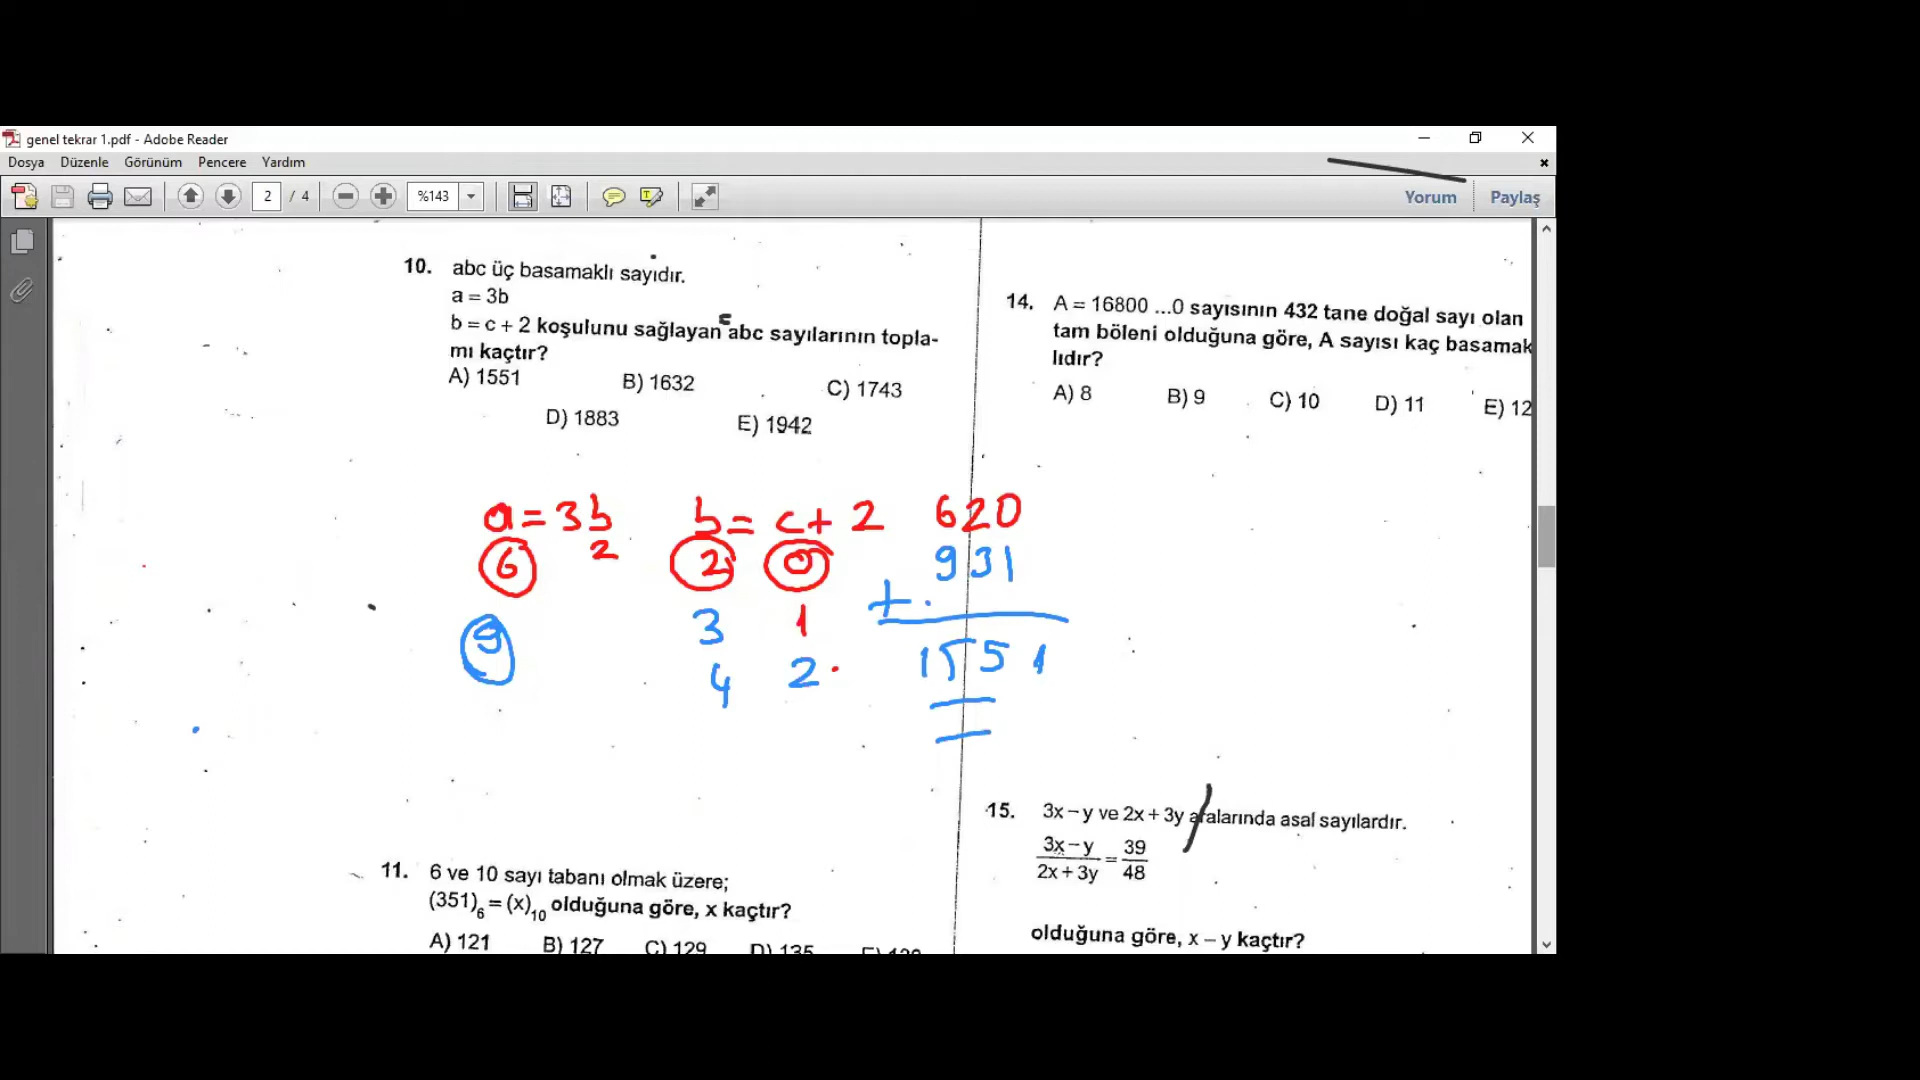 genel tekrar 1.pdf - Adobe Reader
Dosya Düzenle Görünüm Pencere Yardım
2 / 4 %143 Yorum Paylaş
10. abc üç basamaklı sayıdır.
a = 3b
b = c + 2 koşulunu sağlayan abc sayılarının topla-
mı kaçtır?
A) 1551 B) 1632 C) 1743
D) 1883 E) 1942
a = 3b b = c + 2 620
6 2 2 0 931
+
9 3 1
4 2 1551
11. 6 ve 10 sayı tabanı olmak üzere;
(351)6 = (x)10 olduğuna göre, x kaçtır?
A) 121 B) 127 C) 129 D) 135
14. A = 16800 ...0 sayısının 432 tane doğal sayı olan
tam böleni olduğuna göre, A sayısı kaç basamak
lıdır?
A) 8 B) 9 C) 10 D) 11 E) 12
15. 3x – y ve 2x + 3y aralarında asal sayılardır.
3x – y / 2x + 3y = 39 / 48
olduğuna göre, x – y kaçtır?